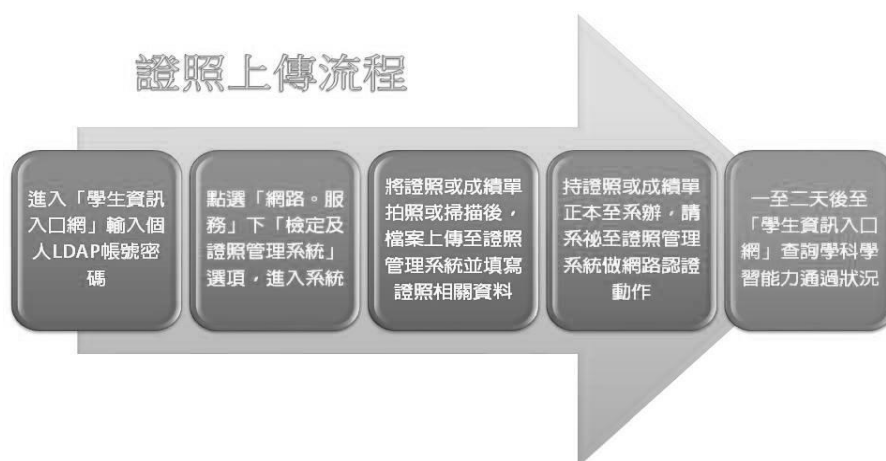 證照上傳流程
進入「學生資訊
入口網」輸入個
人LDAP帳號密
碼
點選「網路。服
務」下「檢定及
證照管理系統」
選項，進入系統
將證照或成績單
拍照或掃描後，
檔案上傳至證照
管理系統並填寫
證照相關資料
持證照或成績單
正本至系辦，請
系祕至證照管理
系統做網路認證
動作
一至二天後至
「學生資訊入口
網」查詢學科學
習能力通過狀況